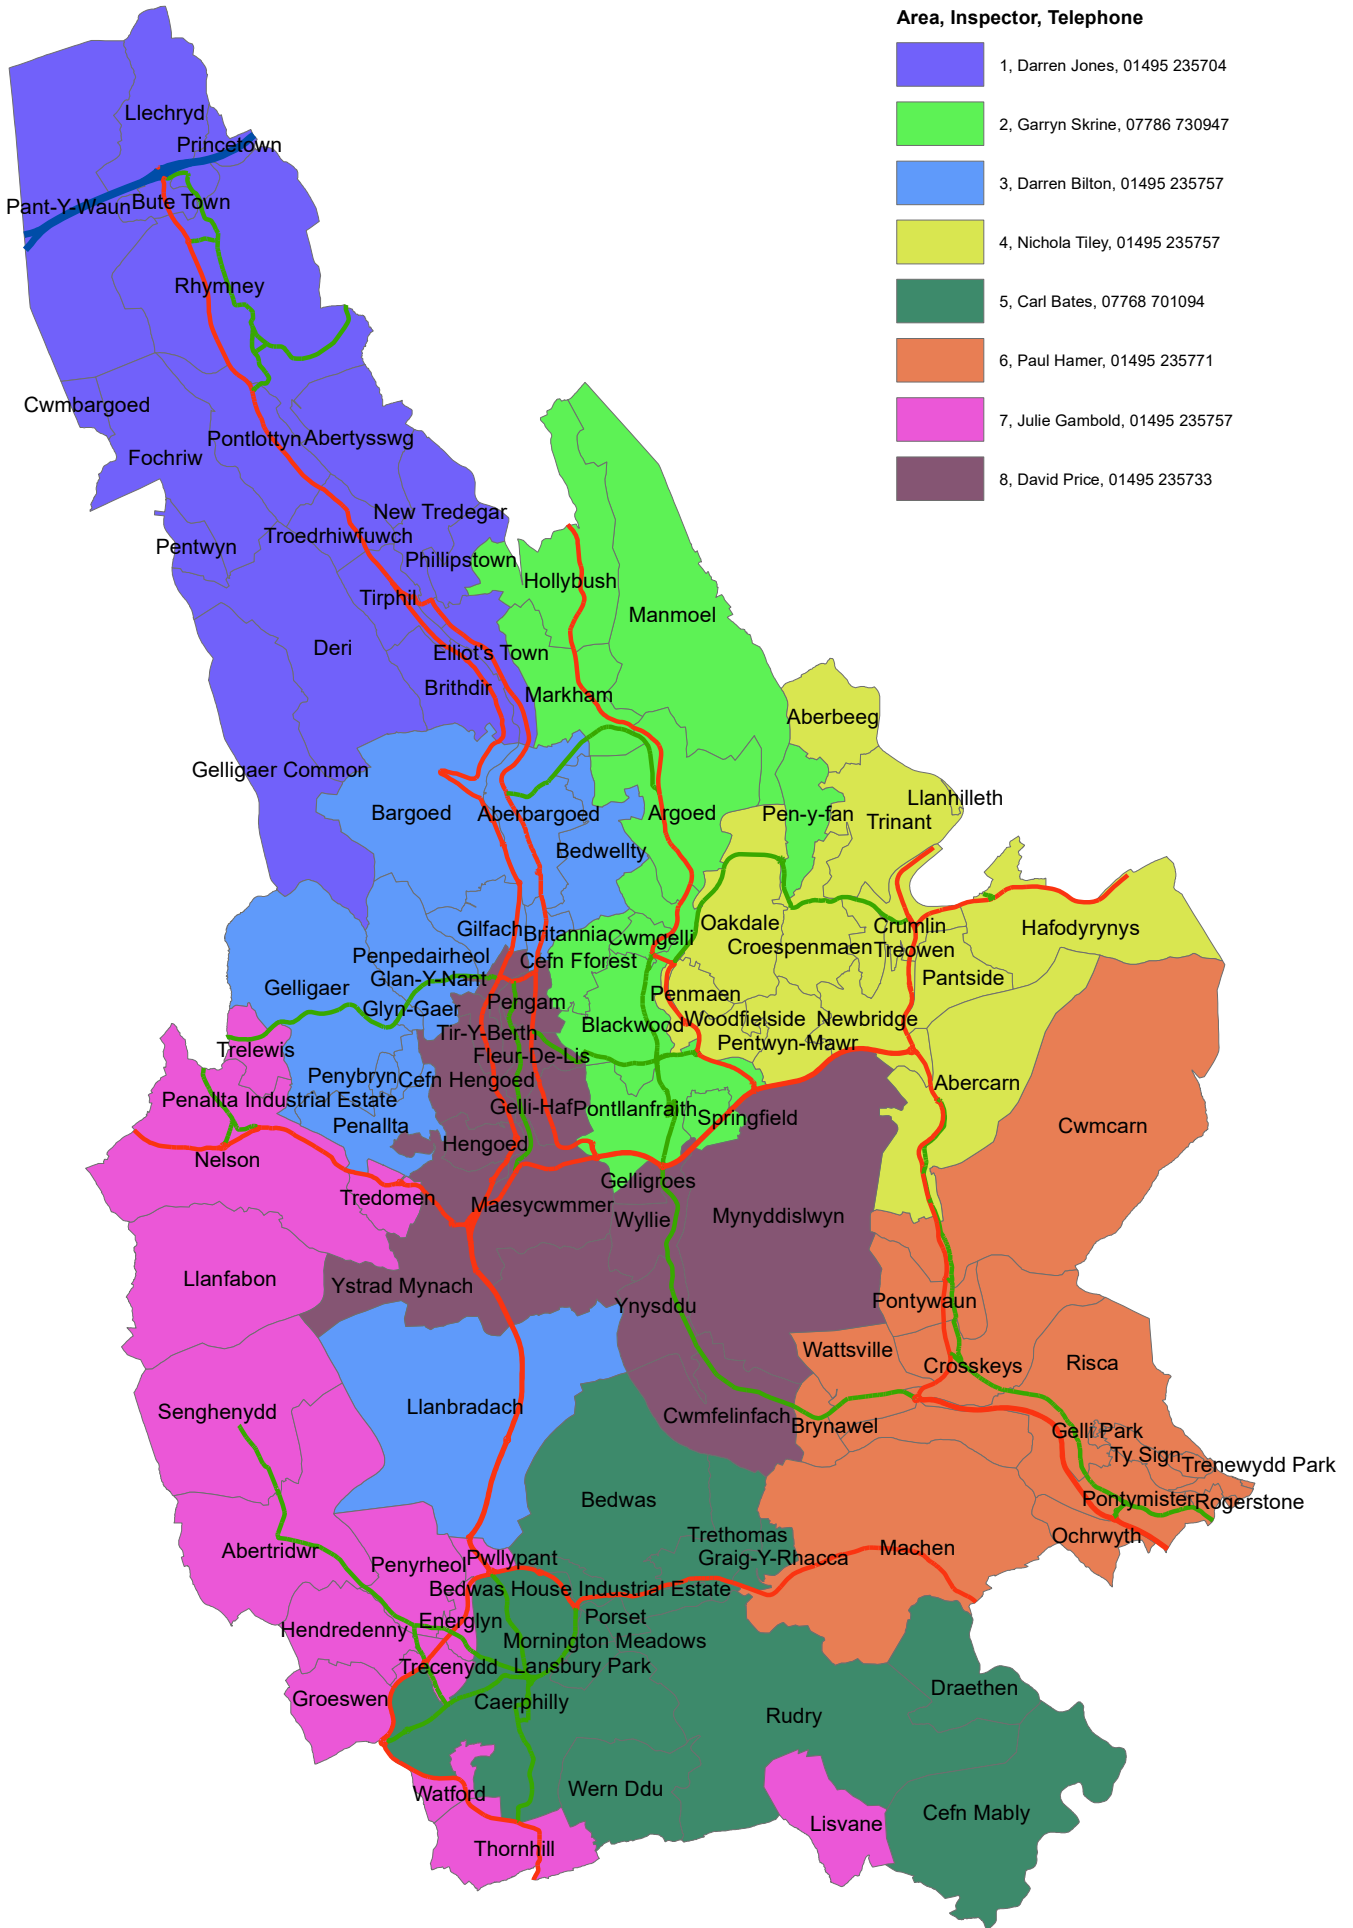 Area, Inspector, Telephone
1, Darren Jones, 01495 235704
2, Garryn Skrine, 07786 730947
3, Darren Bilton, 01495 235757
4, Nichola Tiley, 01495 235757
5, Carl Bates, 07768 701094
6, Paul Hamer, 01495 235771
7, Julie Gambold, 01495 235757
8, David Price, 01495 235733
Llechryd
Princetown
Pant-Y-Waun
Bute Town
Rhymney
Cwmbargoed
Pontlottyn
Abertysswg
Fochriw
New Tredegar
Troedrhiwfuwch
Pentwyn
Phillipstown
Hollybush
Tirphil
Manmoel
Deri
Elliot's Town
Brithdir
Markham
Aberbeeg
Gelligaer Common
Llanhilleth
Bargoed
Aberbargoed
Argoed
Pen-y-fan
Trinant
Bedwellty
Oakdale
Crumlin
Hafodyrynys
Gilfach
Britannia
Cwmgelli
Croespenmaen
Treowen
Penpedairheol
Cefn Fforest
Glan-Y-Nant
Pantside
Gelligaer
Penmaen
Pengam
Glyn-Gaer
Woodfielside
Newbridge
Blackwood
Tir-Y-Berth
Pentwyn-Mawr
Trelewis
Fleur-De-Lis
Penybryn
Cefn Hengoed
Abercarn
Penallta Industrial Estate
Gelli-Haf
Pontllanfraith
Springfield
Penallta
Cwmcarn
Hengoed
Nelson
Gelligroes
Tredomen
Maesycwmmer
Wyllie
Mynyddislwyn
Llanfabon
Ystrad Mynach
Ynysddu
Pontywaun
Wattsville
Crosskeys
Risca
Llanbradach
Senghenydd
Cwmfelinfach
Brynawel
Gelli Park
Ty Sign
Trenewydd Park
Bedwas
Pontymister
Rogerstone
Trethomas
Ochrwyth
Abertridwr
Penyrheol
Pwllypant
Graig-Y-Rhacca
Machen
Bedwas House Industrial Estate
Energlyn
Porset
Hendredenny
Mornington Meadows
Trecenydd
Lansbury Park
Groeswen
Caerphilly
Draethen
Rudry
Watford
Wern Ddu
Lisvane
Cefn Mably
Thornhill